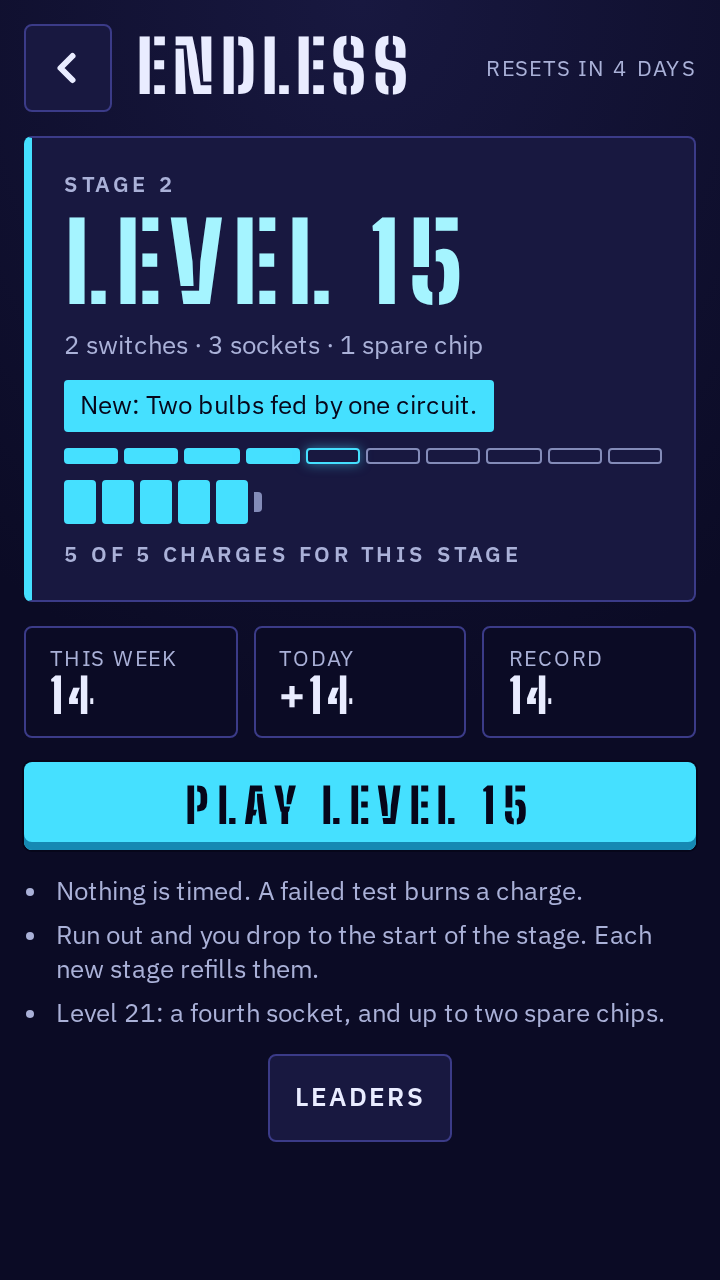 ENDLESS
RESETS IN 4 DAYS
STAGE 2
LEVEL 15
2 switches · 3 sockets · 1 spare chip
New: Two bulbs fed by one circuit.
5 OF 5 CHARGES FOR THIS STAGE
THIS WEEK
14
TODAY
+14
RECORD
14
PLAY LEVEL 15
• Nothing is timed. A failed test burns a charge.
• Run out and you drop to the start of the stage. Each
new stage refills them.
• Level 21: a fourth socket, and up to two spare chips.
LEADERS